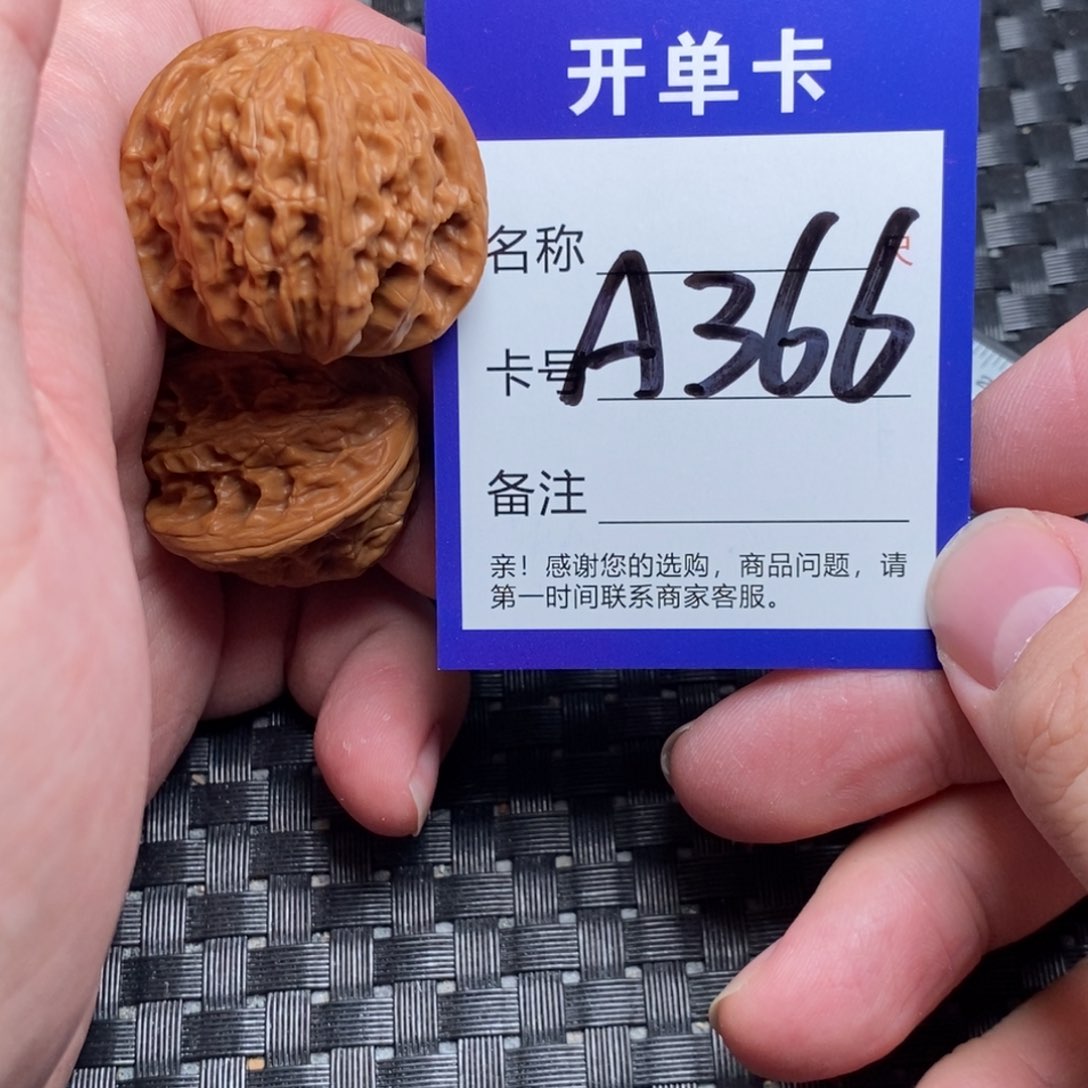 开单卡
名称
卡号 A366
备注
亲！感谢您的选购，商品问题，请
第一时间联系商家客服。